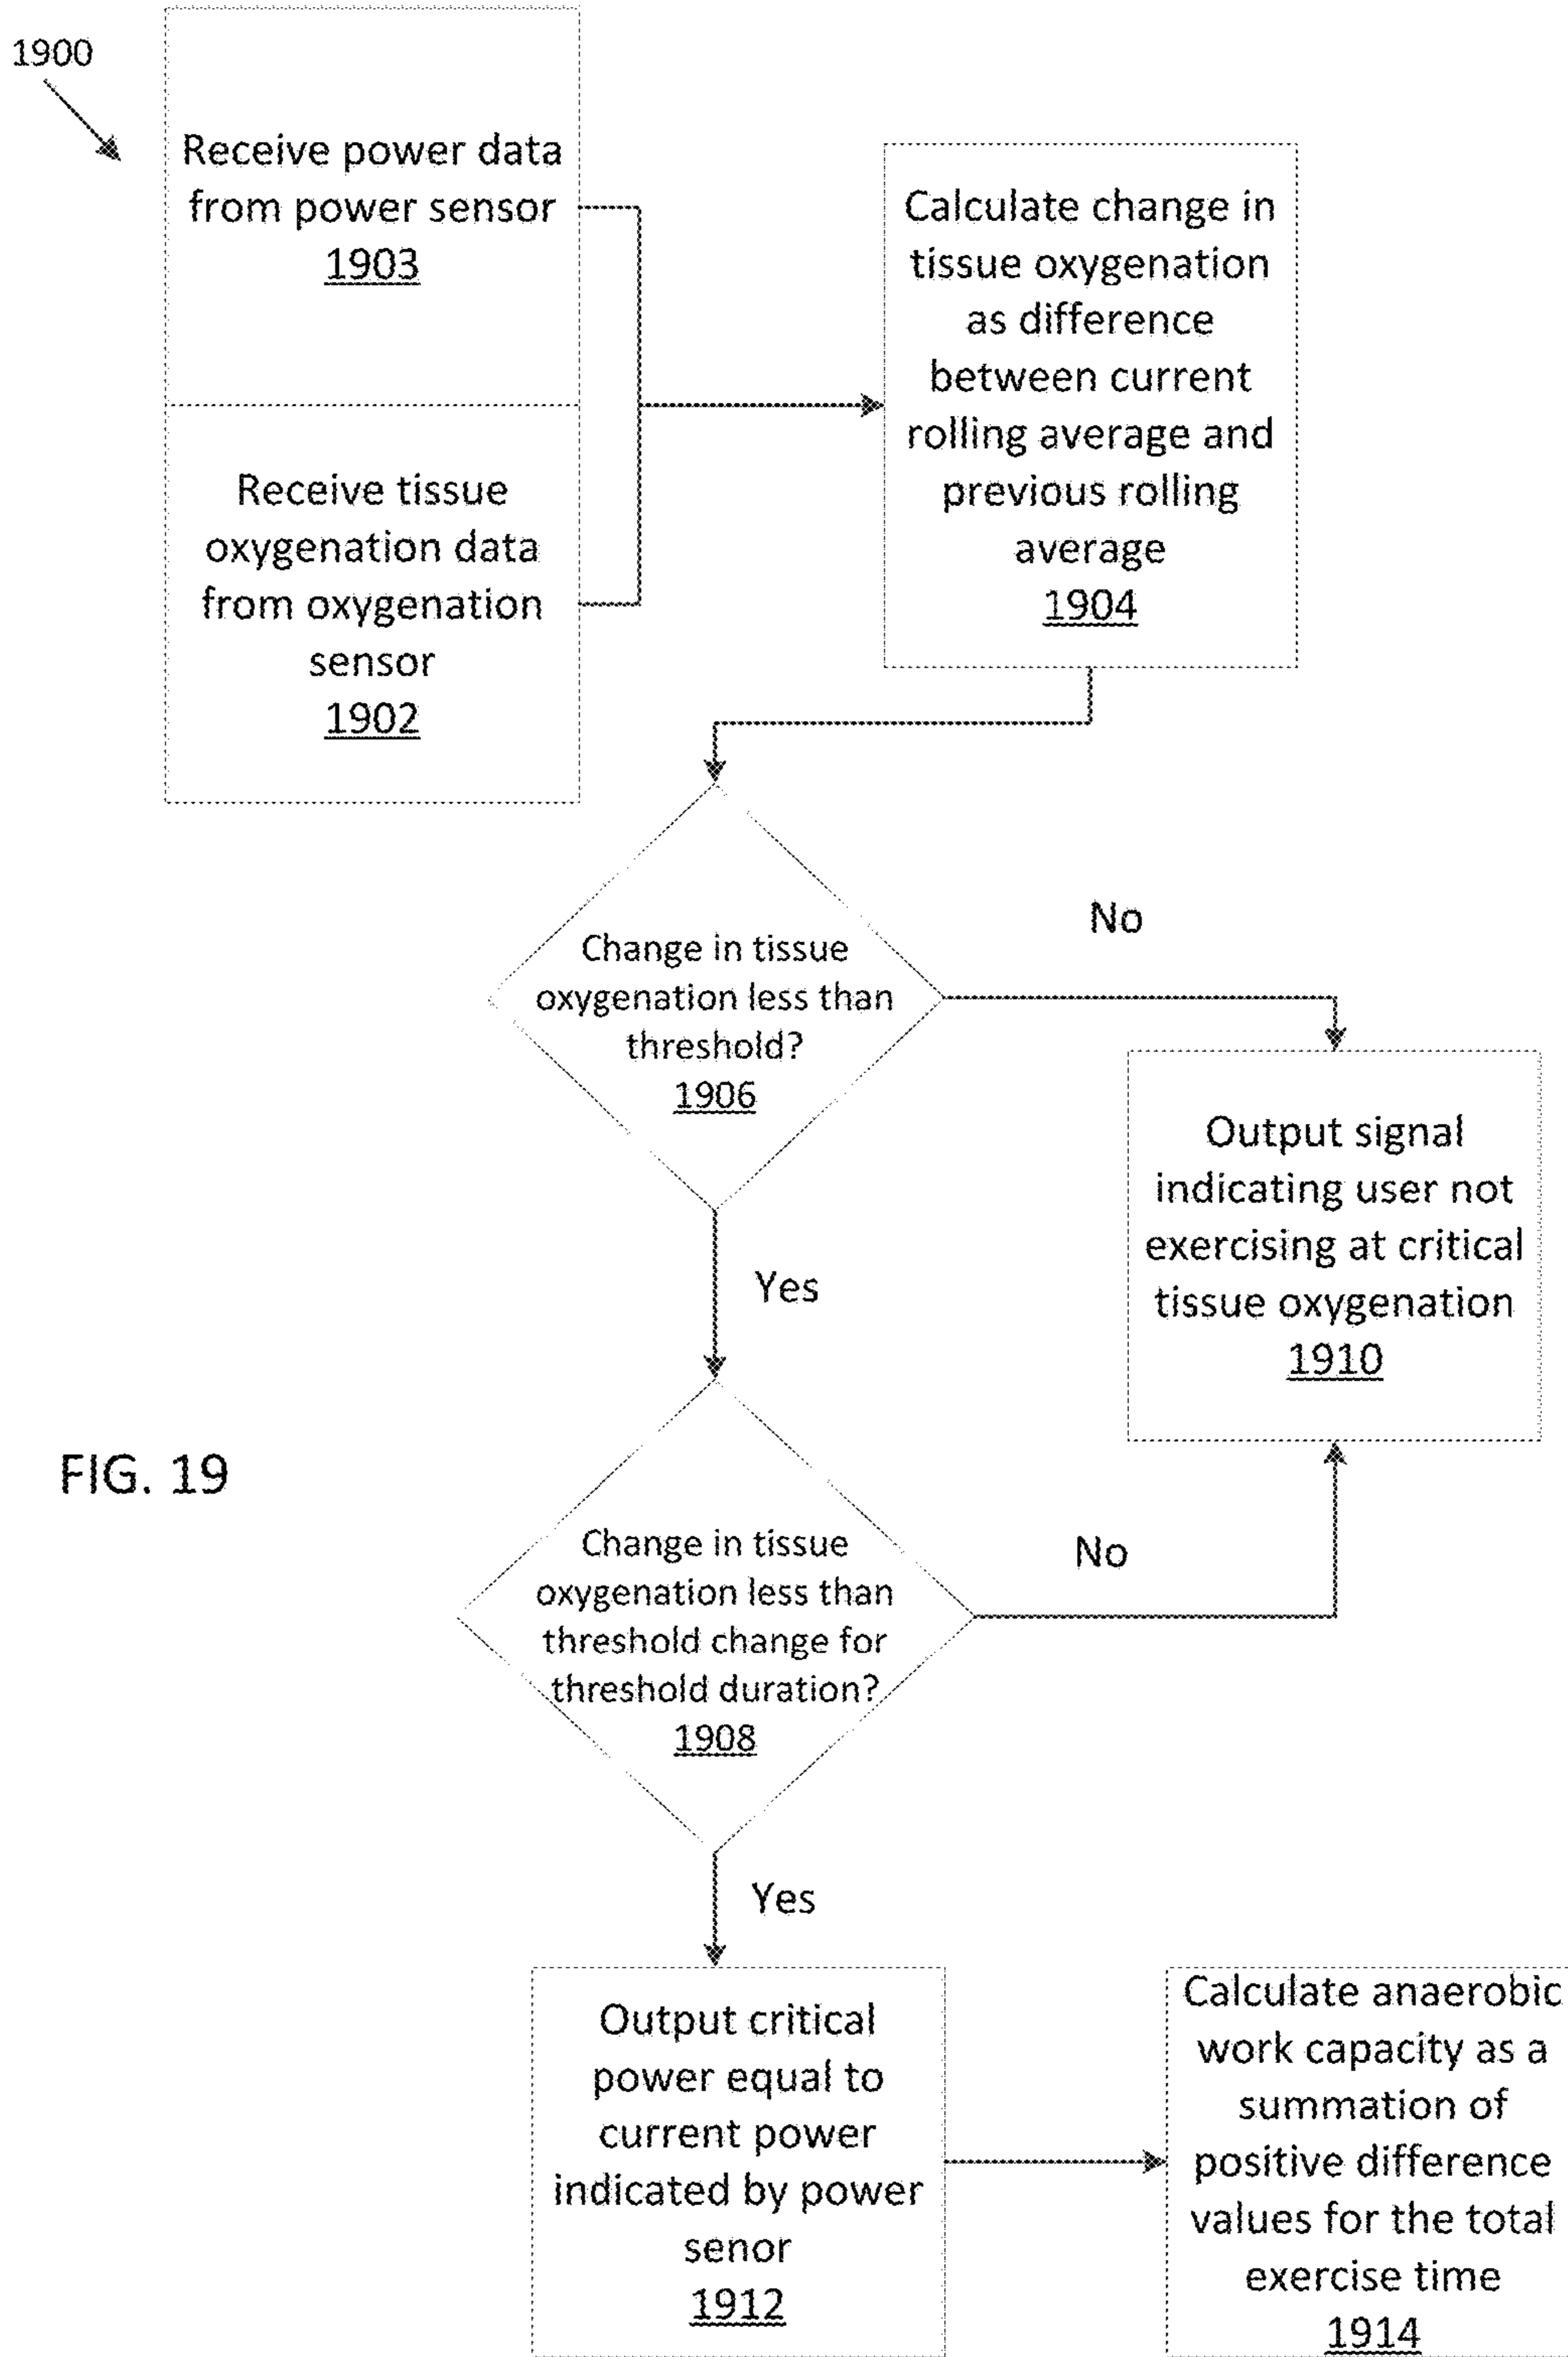 1900
Receive power data
from power sensor
1903
Receive tissue
oxygenation data
from oxygenation
sensor
1902
Calculate change in
tissue oxygenation
as difference
between current
rolling average and
previous rolling
average
1904
Change in tissue
oxygenation less than
threshold?
1906
No
Yes
Output signal
indicating user not
exercising at critical
tissue oxygenation
1910
FIG. 19
Change in tissue
oxygenation less than
threshold change for
threshold duration?
1908
No
Yes
Output critical
power equal to
current power
indicated by power
senor
1912
Calculate anaerobic
work capacity as a
summation of
positive difference
values for the total
exercise time
1914